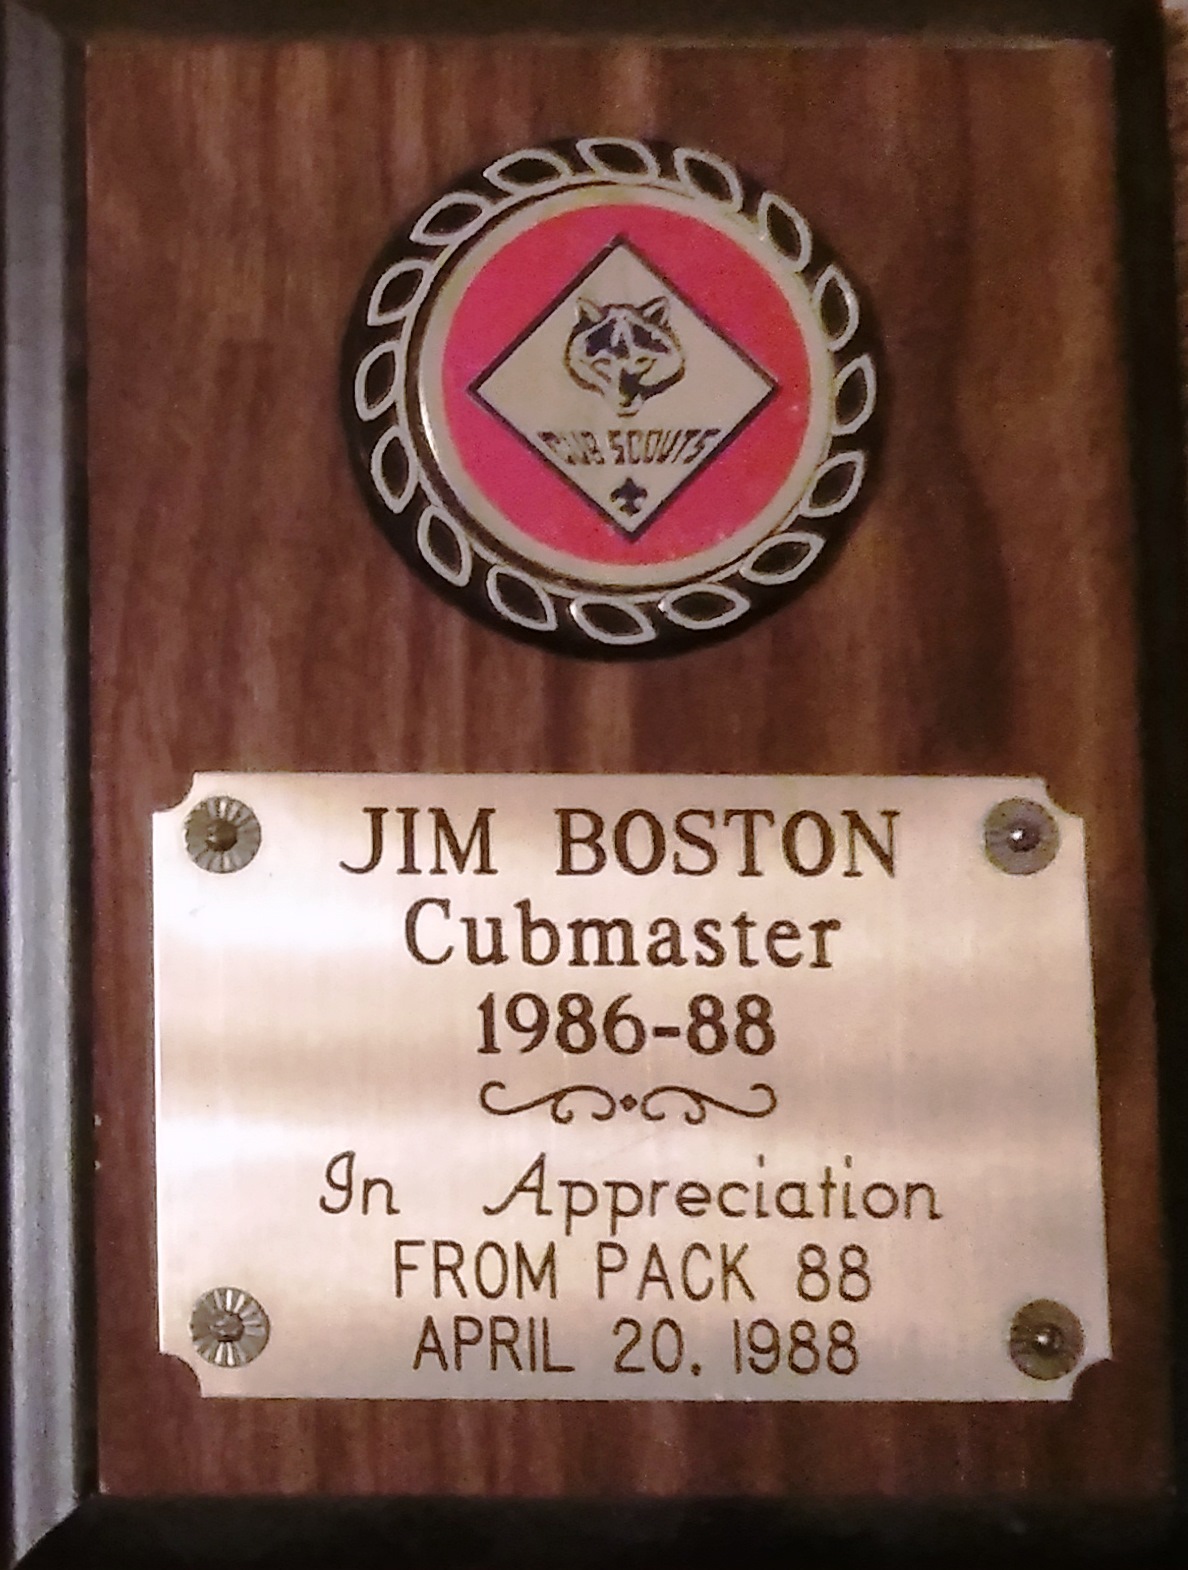 CUB SCOUTS
JIM BOSTON
Cubmaster
1986-88
In Appreciation
FROM PACK 88
APRIL 20, 1988